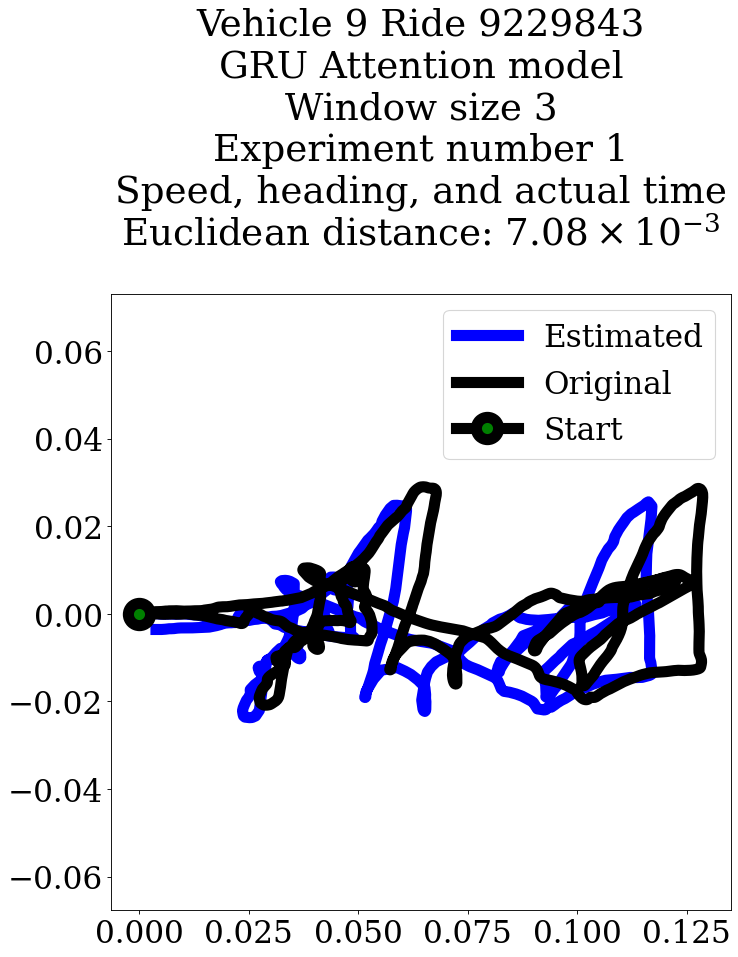 Vehicle 9 Ride 9229843
GRU Attention model
Window size 3
Experiment number 1
Speed, heading, and actual time
Euclidean distance: 7.08 × 10⁻³
Estimated
Original
Start
0.06
0.04
0.02
0.00
−0.02
−0.04
−0.06
0.000 0.025 0.050 0.075 0.100 0.125